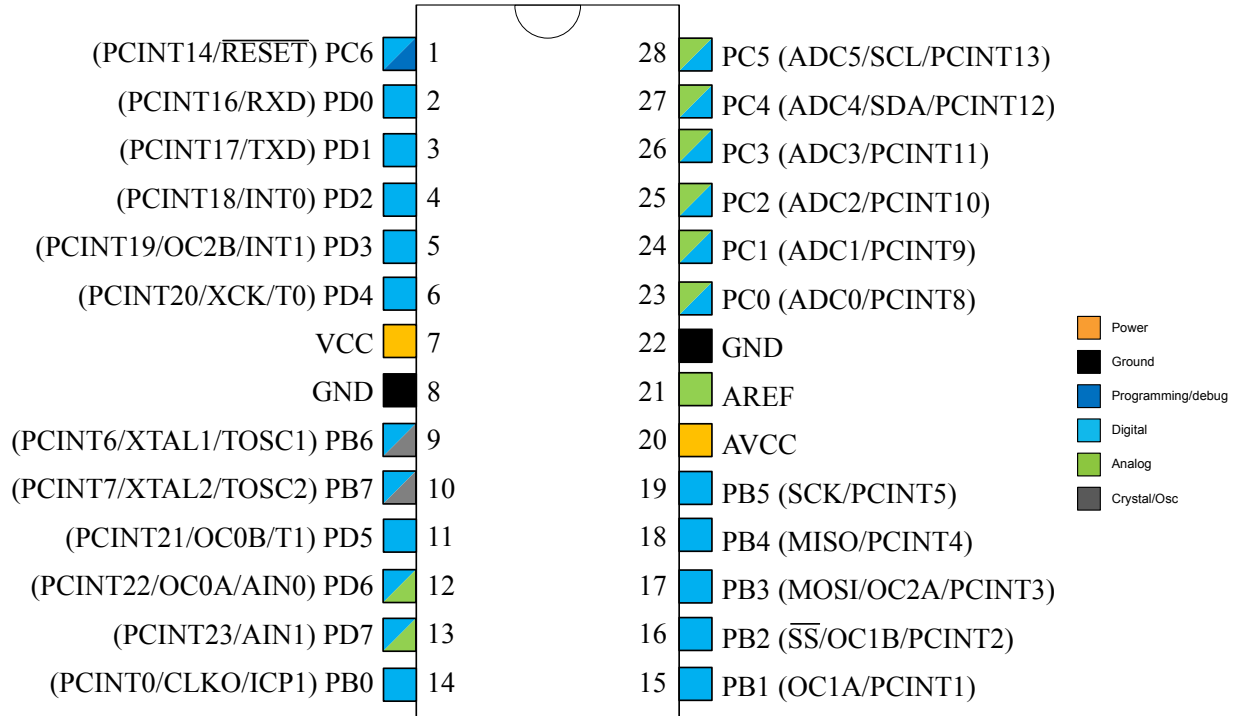 (PCINT14/RESET) PC6 1 28 PC5 (ADC5/SCL/PCINT13)
(PCINT16/RXD) PD0 2 27 PC4 (ADC4/SDA/PCINT12)
(PCINT17/TXD) PD1 3 26 PC3 (ADC3/PCINT11)
(PCINT18/INT0) PD2 4 25 PC2 (ADC2/PCINT10)
(PCINT19/OC2B/INT1) PD3 5 24 PC1 (ADC1/PCINT9)
(PCINT20/XCK/T0) PD4 6 23 PC0 (ADC0/PCINT8)
VCC 7 22 GND
GND 8 21 AREF
(PCINT6/XTAL1/TOSC1) PB6 9 20 AVCC
(PCINT7/XTAL2/TOSC2) PB7 10 19 PB5 (SCK/PCINT5)
(PCINT21/OC0B/T1) PD5 11 18 PB4 (MISO/PCINT4)
(PCINT22/OC0A/AIN0) PD6 12 17 PB3 (MOSI/OC2A/PCINT3)
(PCINT23/AIN1) PD7 13 16 PB2 (SS/OC1B/PCINT2)
(PCINT0/CLKO/ICP1) PB0 14 15 PB1 (OC1A/PCINT1)
Power
Ground
Programming/debug
Digital
Analog
Crystal/Osc